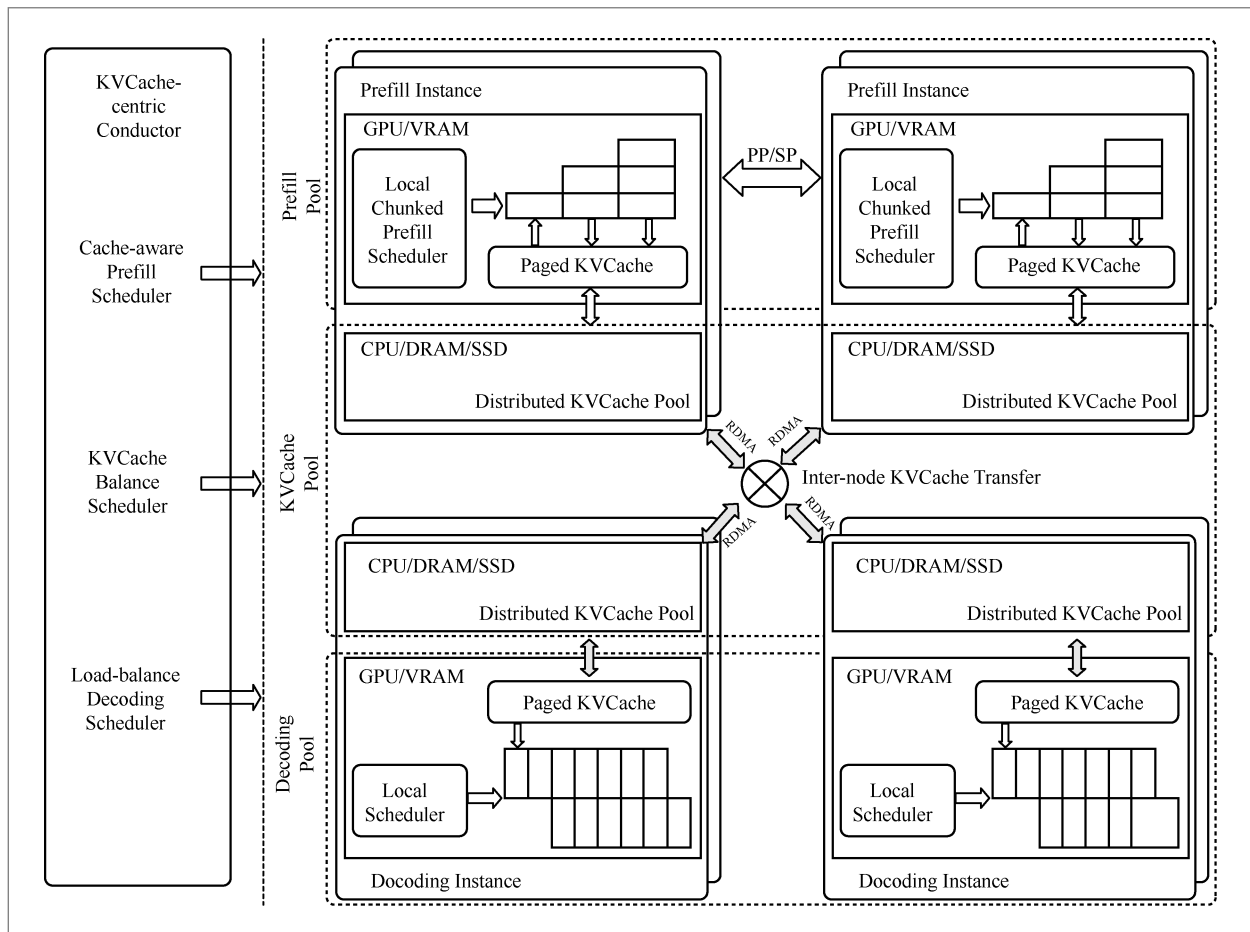 KVCache-
centric
Conductor
Cache-aware
Prefill
Scheduler
KVCache
Balance
Scheduler
Load-balance
Decoding
Scheduler
Prefill
Pool
KVCache
Pool
Decoding
Pool
Prefill Instance
GPU/VRAM
Local
Chunked
Prefill
Scheduler
Paged KVCache
CPU/DRAM/SSD
Distributed KVCache Pool
PP/SP
Prefill Instance
GPU/VRAM
Local
Chunked
Prefill
Scheduler
Paged KVCache
CPU/DRAM/SSD
Distributed KVCache Pool
RDMA
RDMA
Inter-node KVCache Transfer
RDMA
RDMA
CPU/DRAM/SSD
Distributed KVCache Pool
GPU/VRAM
Paged KVCache
Local
Scheduler
Docoding Instance
CPU/DRAM/SSD
Distributed KVCache Pool
GPU/VRAM
Paged KVCache
Local
Scheduler
Docoding Instance